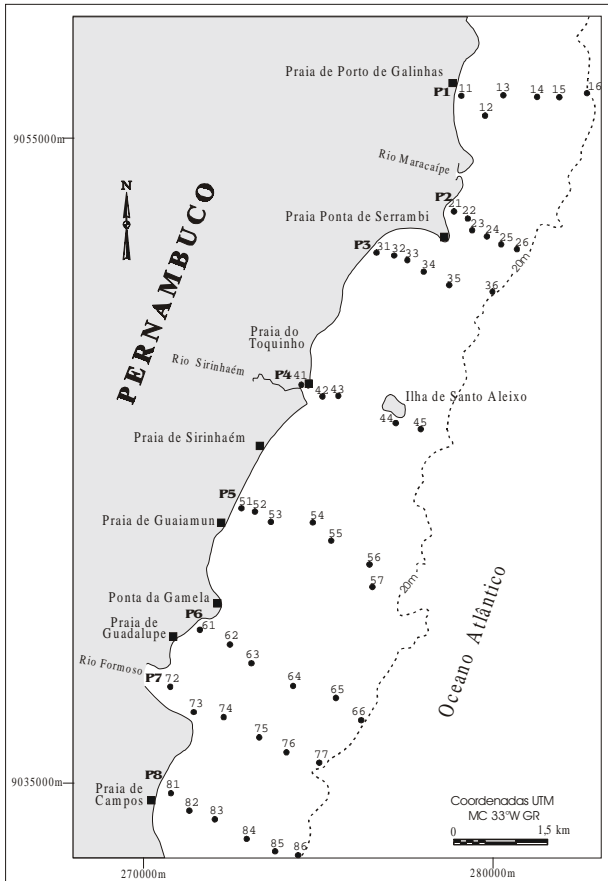 Praia de Porto de Galinhas
P1
11
13
14
15
16
12
9055000m
Rio Maracaípe
N
P2
21
22
Praia Ponta de Serrambi
23
24
25
26
P3
31
32
33
34
20m
35
36
PERNAMBUCO
Praia do
Toquinho
Rio Sirinhaém
P4
41
42
43
Ilha de Santo Aleixo
44
45
Praia de Sirinhaém
P5
51
52
53
54
Praia de Guaiamun
55
56
57
20m
Oceano Atlântico
Ponta da Gamela
P6
61
Praia de
Guadalupe
62
63
Rio Formoso
P7
72
64
65
66
73
74
75
76
77
P8
9035000m
Praia de
Campos
81
82
83
84
85
86
Coordenadas UTM
MC 33°W GR
0
1,5 km
270000m
280000m